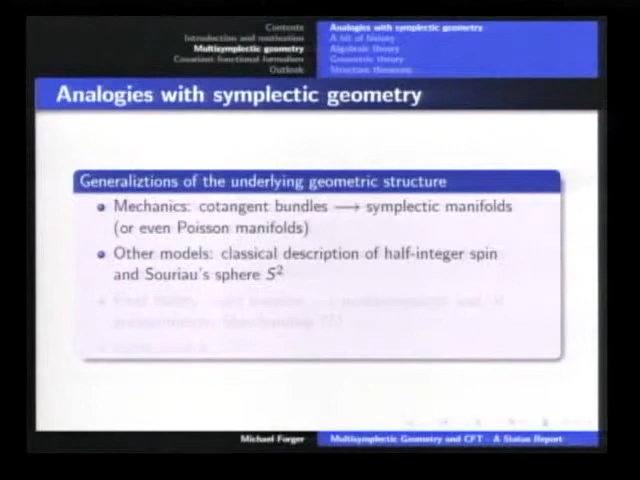 Contents
Introduction and motivation
Multisymplectic geometry
Covariant functional formalism
Outlook
Analogies with symplectic geometry
A bit of history
Algebraic theory
Geometric theory
Structure theorems
Analogies with symplectic geometry
Generaliztions of the underlying geometric structure
Mechanics: cotangent bundles → symplectic manifolds
(or even Poisson manifolds)
Other models: classical description of half-integer spin
and Souriau's sphere S²
Michael Forger
Multisymplectic Geometry and CFT - A Status Report